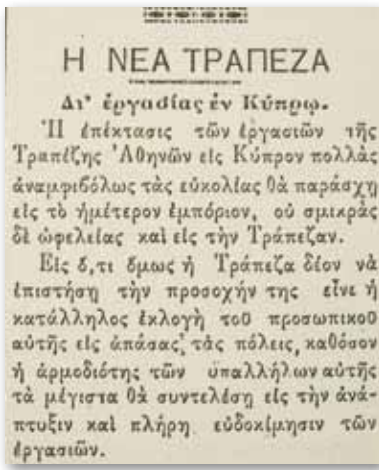 Η ΝΕΑ ΤΡΑΠΕΖΑ
Δι' ἐργασίας ἐν Κύπρῳ.
Ἡ ἐπέκτασις τῶν ἐργασιῶν τῆς
Τραπέζης Ἀθηνῶν εἰς Κύπρον πολλὰς
ἀναμφιβόλως τὰς εὐκολίας θὰ παράσχῃ
εἰς τὸ ἡμέτερον ἐμπόριον, οὐ σμικρὰς
δὲ ὠφελείας καὶ εἰς τὴν Τράπεζαν.
Εἰς ὅ,τι ὅμως ἡ Τράπεζα δέον νὰ
ἐπιστήσῃ τὴν προσοχήν της εἶνε ἡ
κατάλληλος ἐκλογὴ τοῦ προσωπικοῦ
αὐτῆς εἰς ἁπάσας τὰς πόλεις, καθόσον
ἡ ἁρμοδιότης τῶν ὑπαλλήλων αὐτῆς
τὰ μέγιστα θὰ συντελέσῃ εἰς τὴν ἀνά-
πτυξιν καὶ πλήρη εὐδοκίμησιν τῶν
ἐργασιῶν.